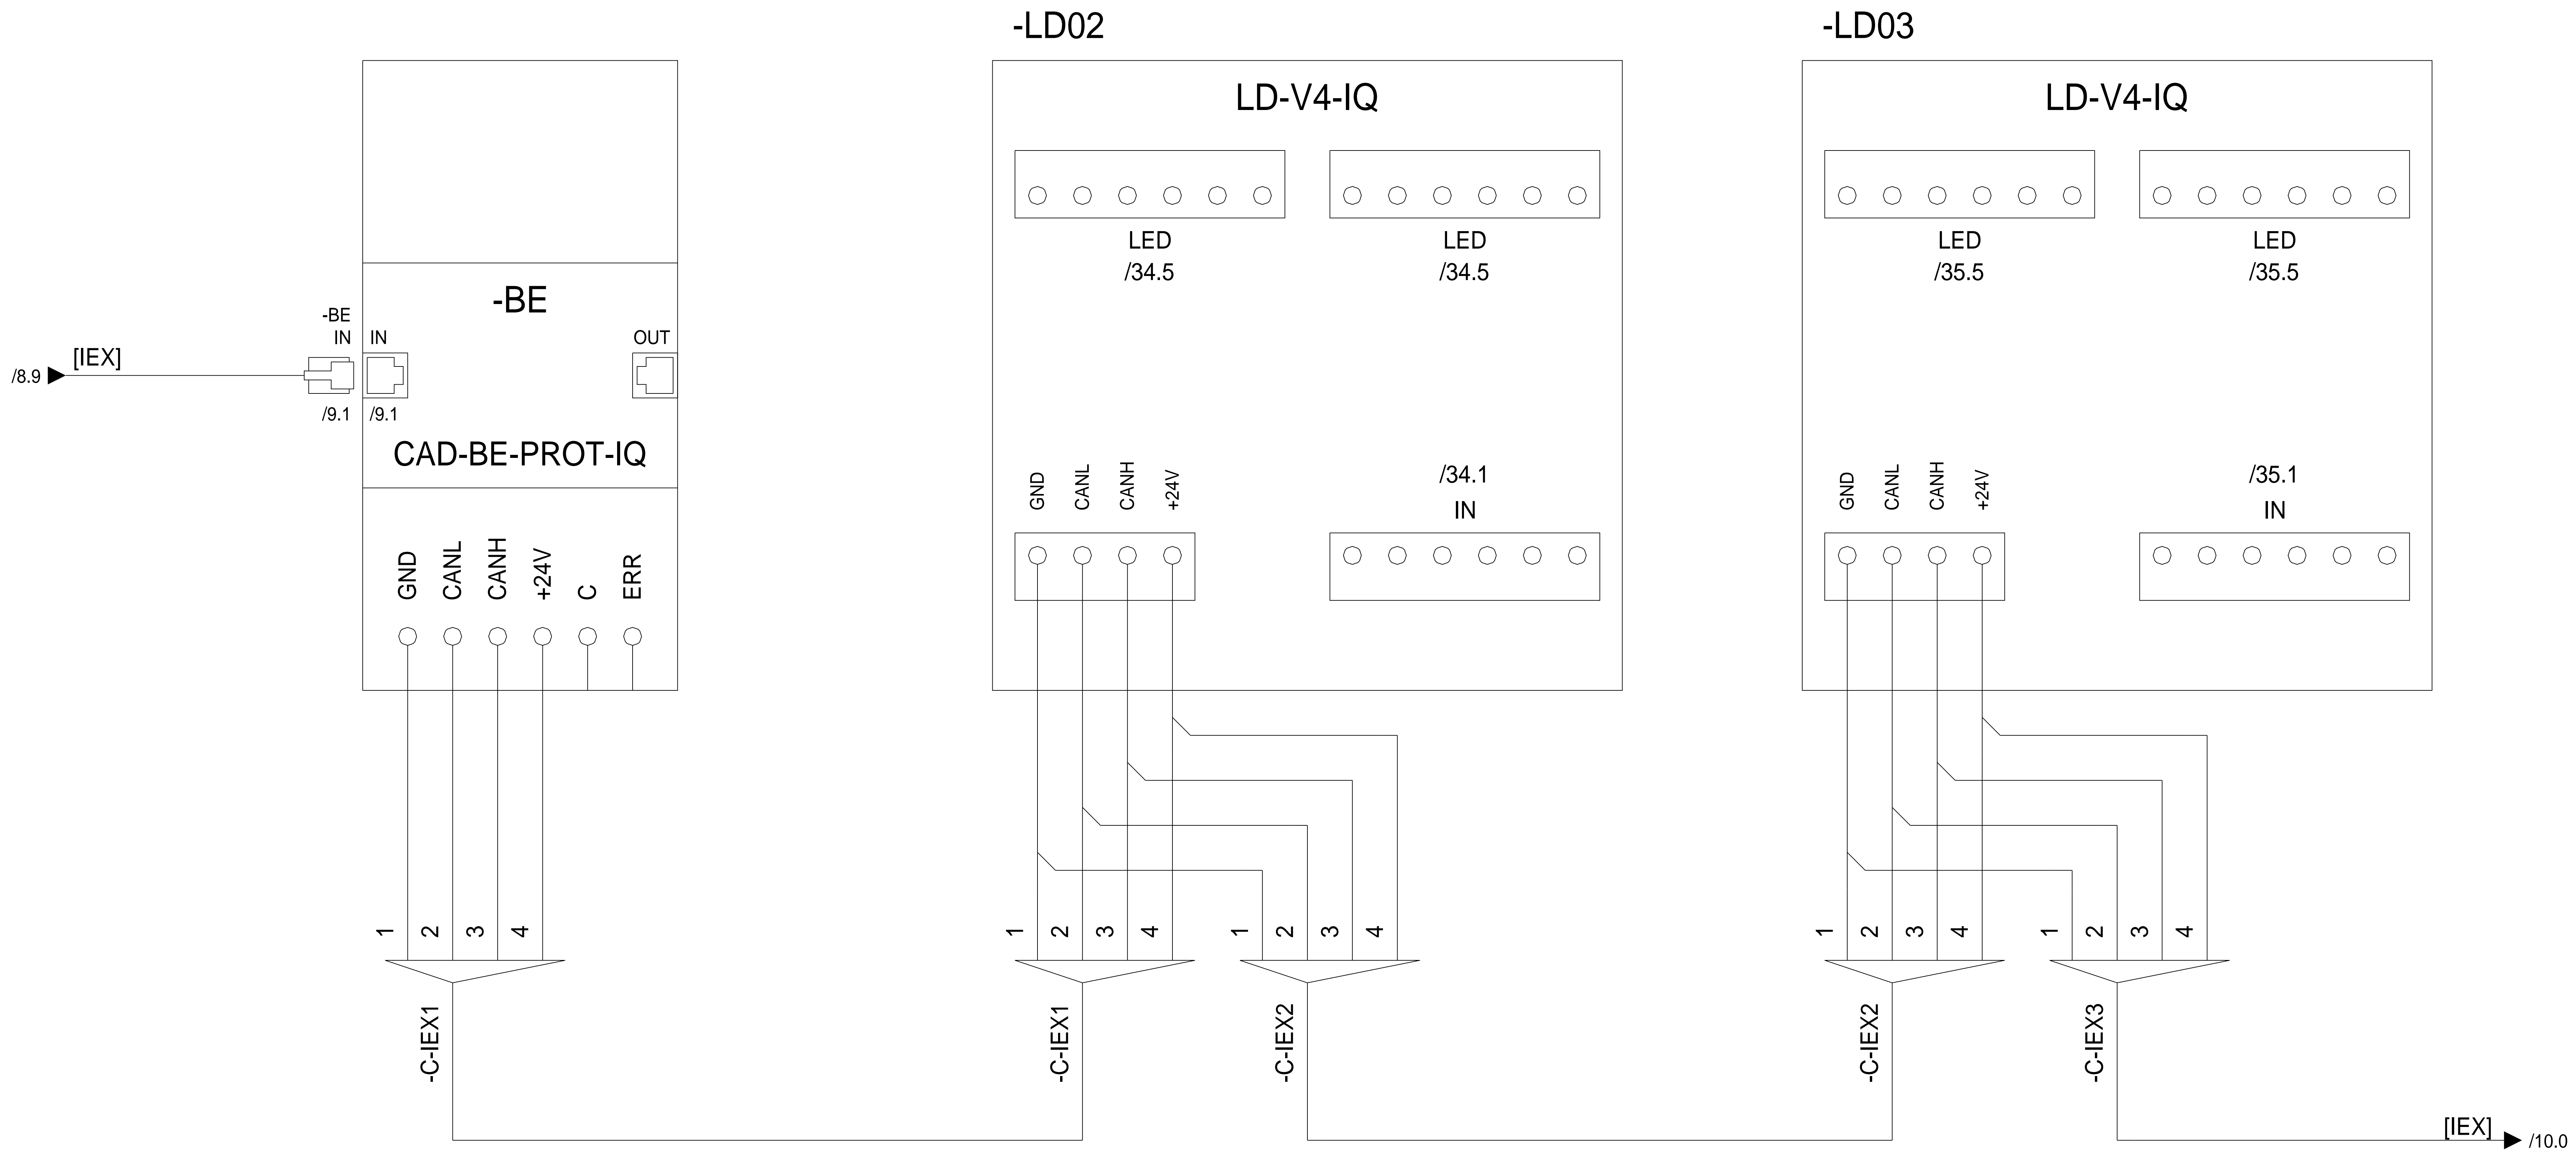 -LD02
-LD03
LD-V4-IQ
LD-V4-IQ
LED
LED
LED
LED
/34.5
/34.5
/35.5
/35.5
-BE
-BE
IN
IN
OUT
/8.9
[IEX]
/9.1
/9.1
CAD-BE-PROT-IQ
GND
CANL
CANH
+24V
/34.1
IN
GND
CANL
CANH
+24V
/35.1
IN
GND
CANL
CANH
+24V
C
ERR
1
2
3
4
1
2
3
4
1
2
3
4
1
2
3
4
1
2
3
4
-C-IEX1
-C-IEX1
-C-IEX2
-C-IEX2
-C-IEX3
[IEX]
/10.0